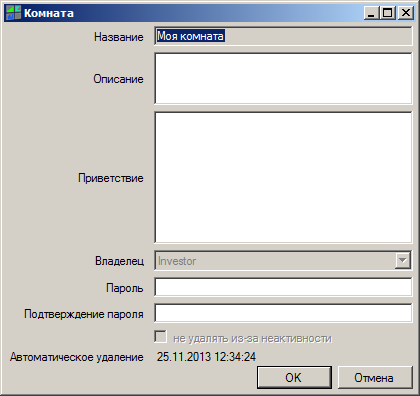 Комната
Название Моя комната
Описание
Приветствие
Владелец Investor
Пароль
Подтверждение пароля
не удалять из-за неактивности
Автоматическое удаление 25.11.2013 12:34:24
OK Отмена